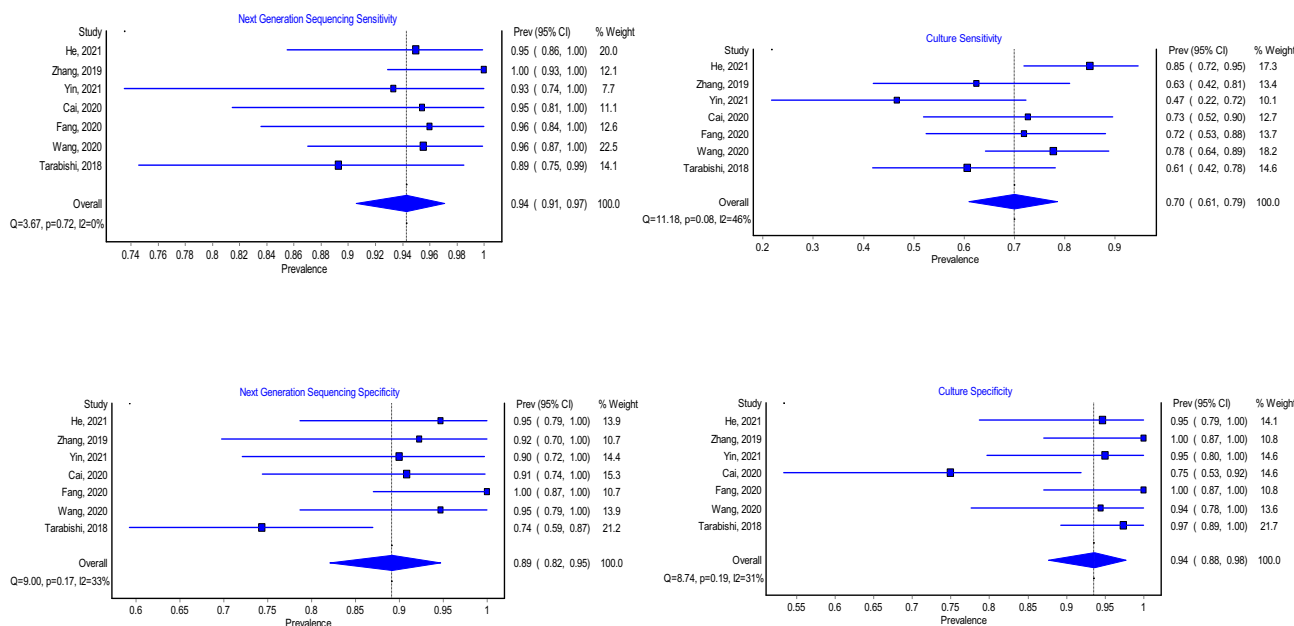 Next Generation Sequencing Sensitivity
Study Prev (95% CI) % Weight
He, 2021 0.95 ( 0.86, 1.00) 20.0
Zhang, 2019 1.00 ( 0.93, 1.00) 12.1
Yin, 2021 0.93 ( 0.74, 1.00) 7.7
Cai, 2020 0.95 ( 0.81, 1.00) 11.1
Fang, 2020 0.96 ( 0.84, 1.00) 12.6
Wang, 2020 0.96 ( 0.87, 1.00) 22.5
Tarabishi, 2018 0.89 ( 0.75, 0.99) 14.1
Overall 0.94 ( 0.91, 0.97) 100.0
Q=3.67, p=0.72, I2=0%
0.74 0.76 0.78 0.8 0.82 0.84 0.86 0.88 0.9 0.92 0.94 0.96 0.98 1
Prevalence
Culture Sensitivity
Study Prev (95% CI) % Weight
He, 2021 0.85 ( 0.72, 0.95) 17.3
Zhang, 2019 0.63 ( 0.42, 0.81) 13.4
Yin, 2021 0.47 ( 0.22, 0.72) 10.1
Cai, 2020 0.73 ( 0.52, 0.90) 12.7
Fang, 2020 0.72 ( 0.53, 0.88) 13.7
Wang, 2020 0.78 ( 0.64, 0.89) 18.2
Tarabishi, 2018 0.61 ( 0.42, 0.78) 14.6
Overall 0.70 ( 0.61, 0.79) 100.0
Q=11.18, p=0.08, I2=46%
0.2 0.3 0.4 0.5 0.6 0.7 0.8 0.9
Prevalence
Next Generation Sequencing Specificity
Study Prev (95% CI) % Weight
He, 2021 0.95 ( 0.79, 1.00) 13.9
Zhang, 2019 0.92 ( 0.70, 1.00) 10.7
Yin, 2021 0.90 ( 0.72, 1.00) 14.4
Cai, 2020 0.91 ( 0.74, 1.00) 15.3
Fang, 2020 1.00 ( 0.87, 1.00) 10.7
Wang, 2020 0.95 ( 0.79, 1.00) 13.9
Tarabishi, 2018 0.74 ( 0.59, 0.87) 21.2
Overall 0.89 ( 0.82, 0.95) 100.0
Q=9.00, p=0.17, I2=33%
0.6 0.65 0.7 0.75 0.8 0.85 0.9 0.95 1
Prevalence
Culture Specificity
Study Prev (95% CI) % Weight
He, 2021 0.95 ( 0.79, 1.00) 14.1
Zhang, 2019 1.00 ( 0.87, 1.00) 10.8
Yin, 2021 0.95 ( 0.80, 1.00) 14.6
Cai, 2020 0.75 ( 0.53, 0.92) 14.6
Fang, 2020 1.00 ( 0.87, 1.00) 10.8
Wang, 2020 0.94 ( 0.78, 1.00) 13.6
Tarabishi, 2018 0.97 ( 0.89, 1.00) 21.7
Overall 0.94 ( 0.88, 0.98) 100.0
Q=8.74, p=0.19, I2=31%
0.55 0.6 0.65 0.7 0.75 0.8 0.85 0.9 0.95 1
Prevalence